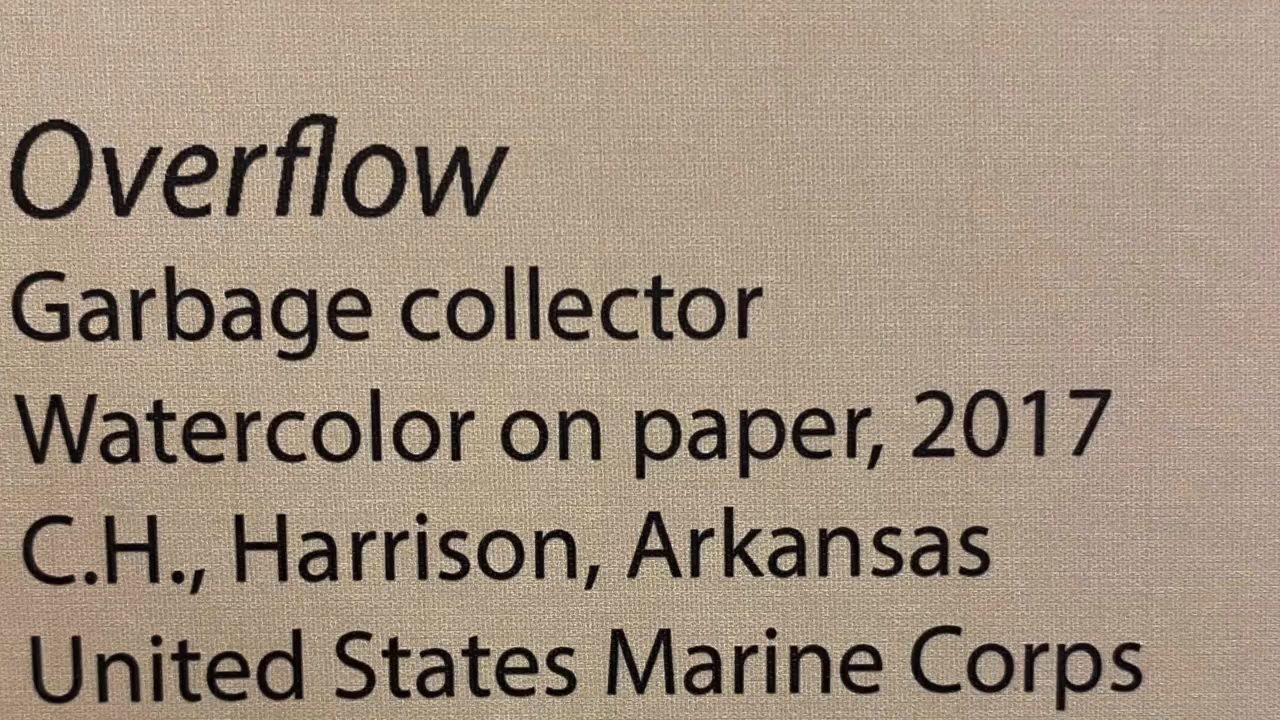 Overflow
Garbage collector
Watercolor on paper, 2017
C.H., Harrison, Arkansas
United States Marine Corps